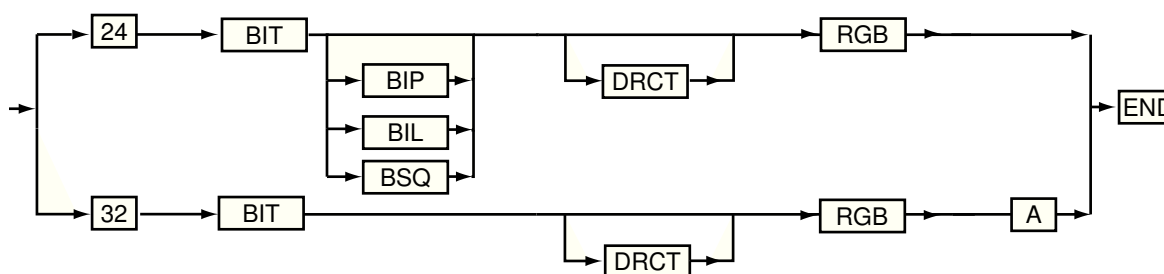 24 BIT DRCT RGB
BIP
BIL
BSQ
END
32 BIT DRCT RGB A